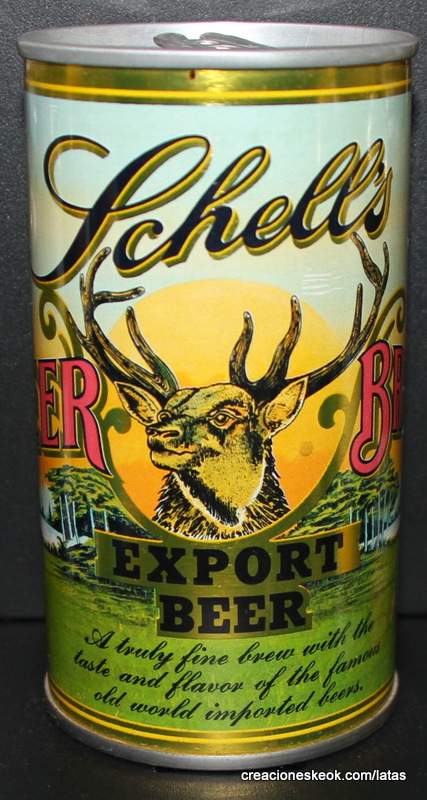 Schell's
EXPORT
BEER
A truly fine brew with the
taste and flavor of the famous
old world imported beers.
creacioneskeok.com/latas